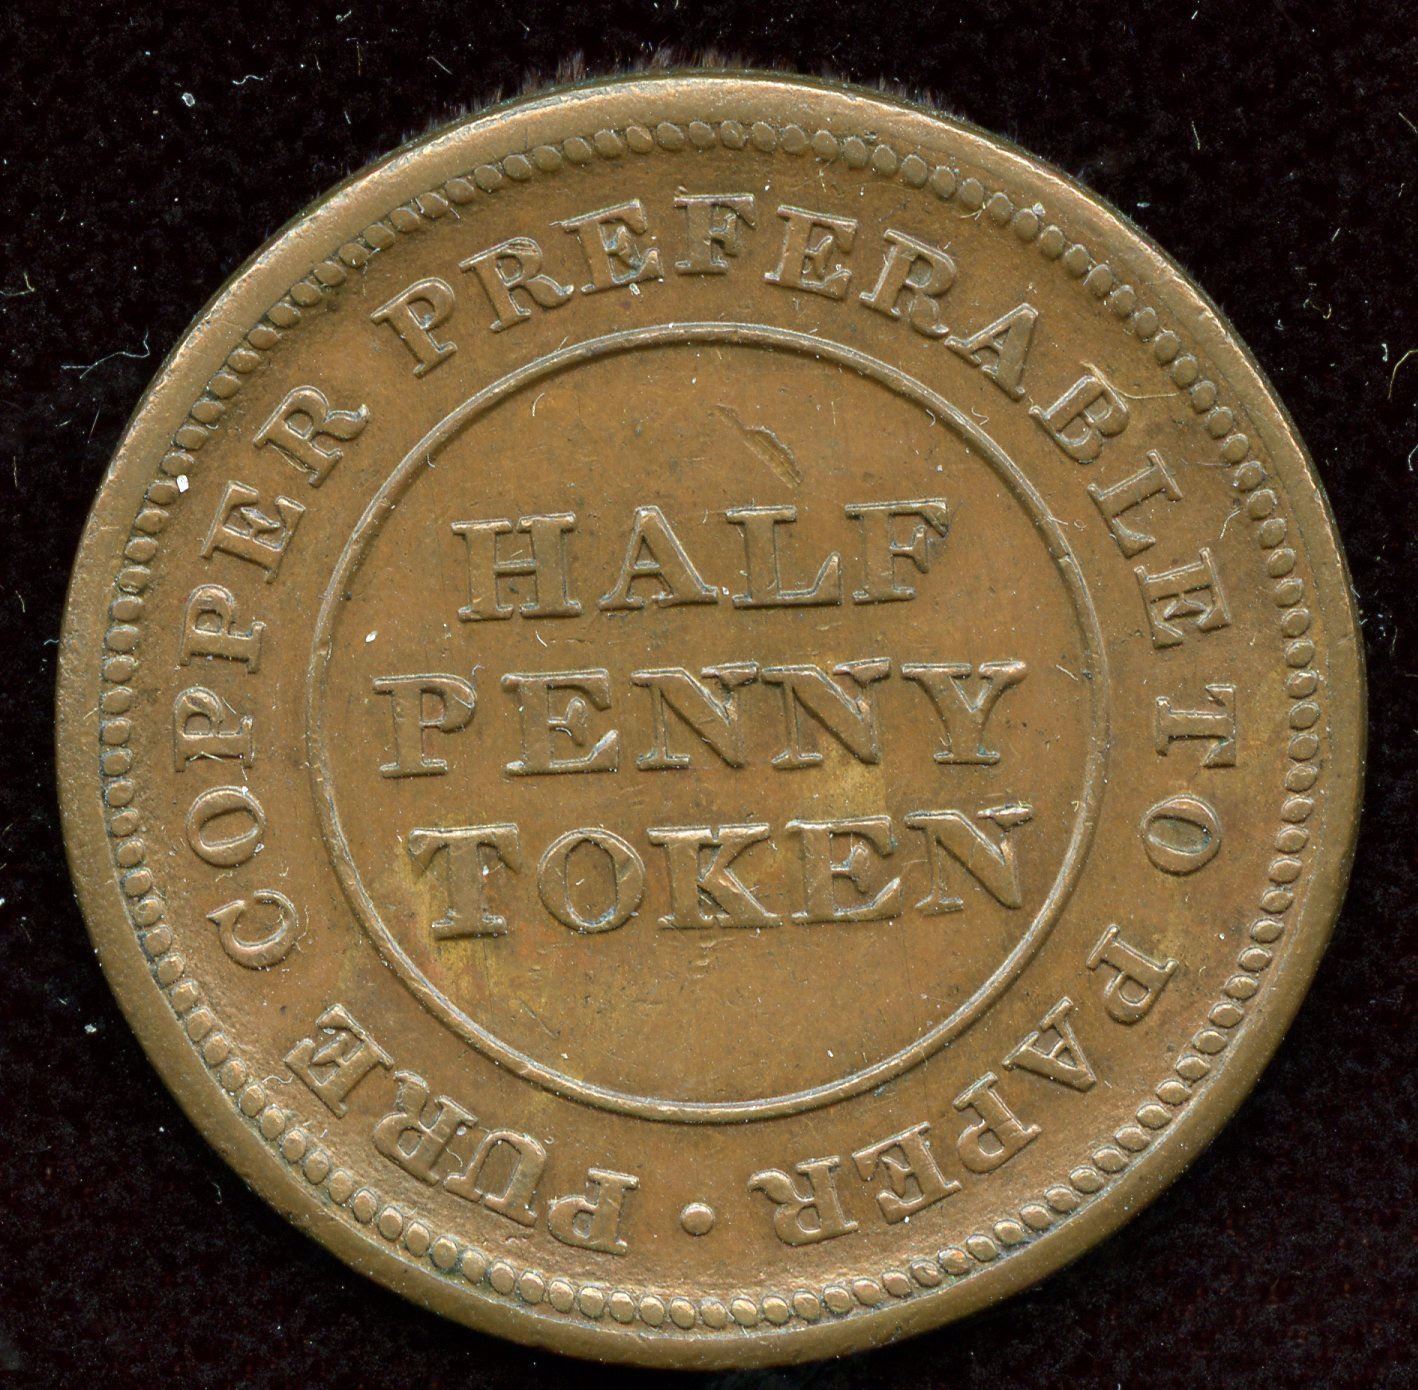 PURE COPPER PREFERABLE TO PAPER ·
HALF
PENNY
TOKEN